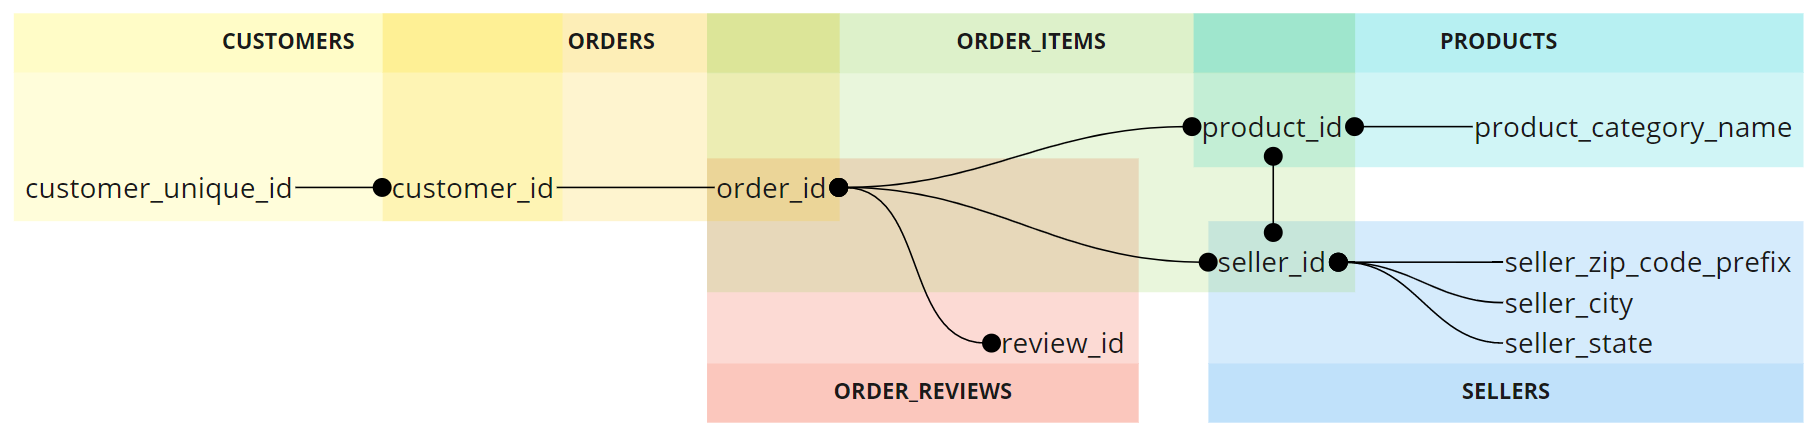 CUSTOMERS
ORDERS
ORDER_ITEMS
PRODUCTS
product_id
product_category_name
customer_unique_id
customer_id
order_id
seller_id
seller_zip_code_prefix
seller_city
review_id
seller_state
ORDER_REVIEWS
SELLERS